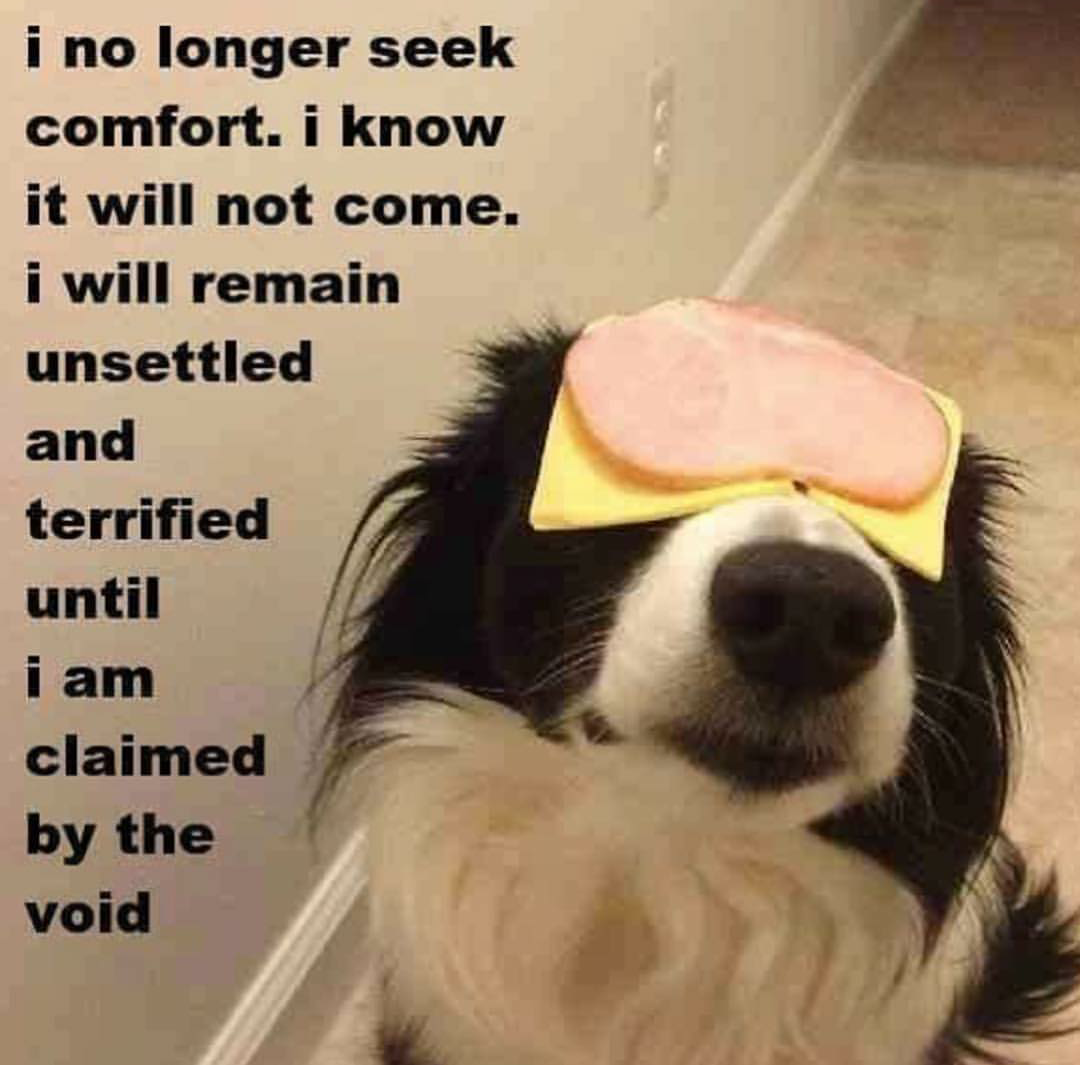 i no longer seek
comfort. i know
it will not come.
i will remain
unsettled
and
terrified
until
i am
claimed
by the
void